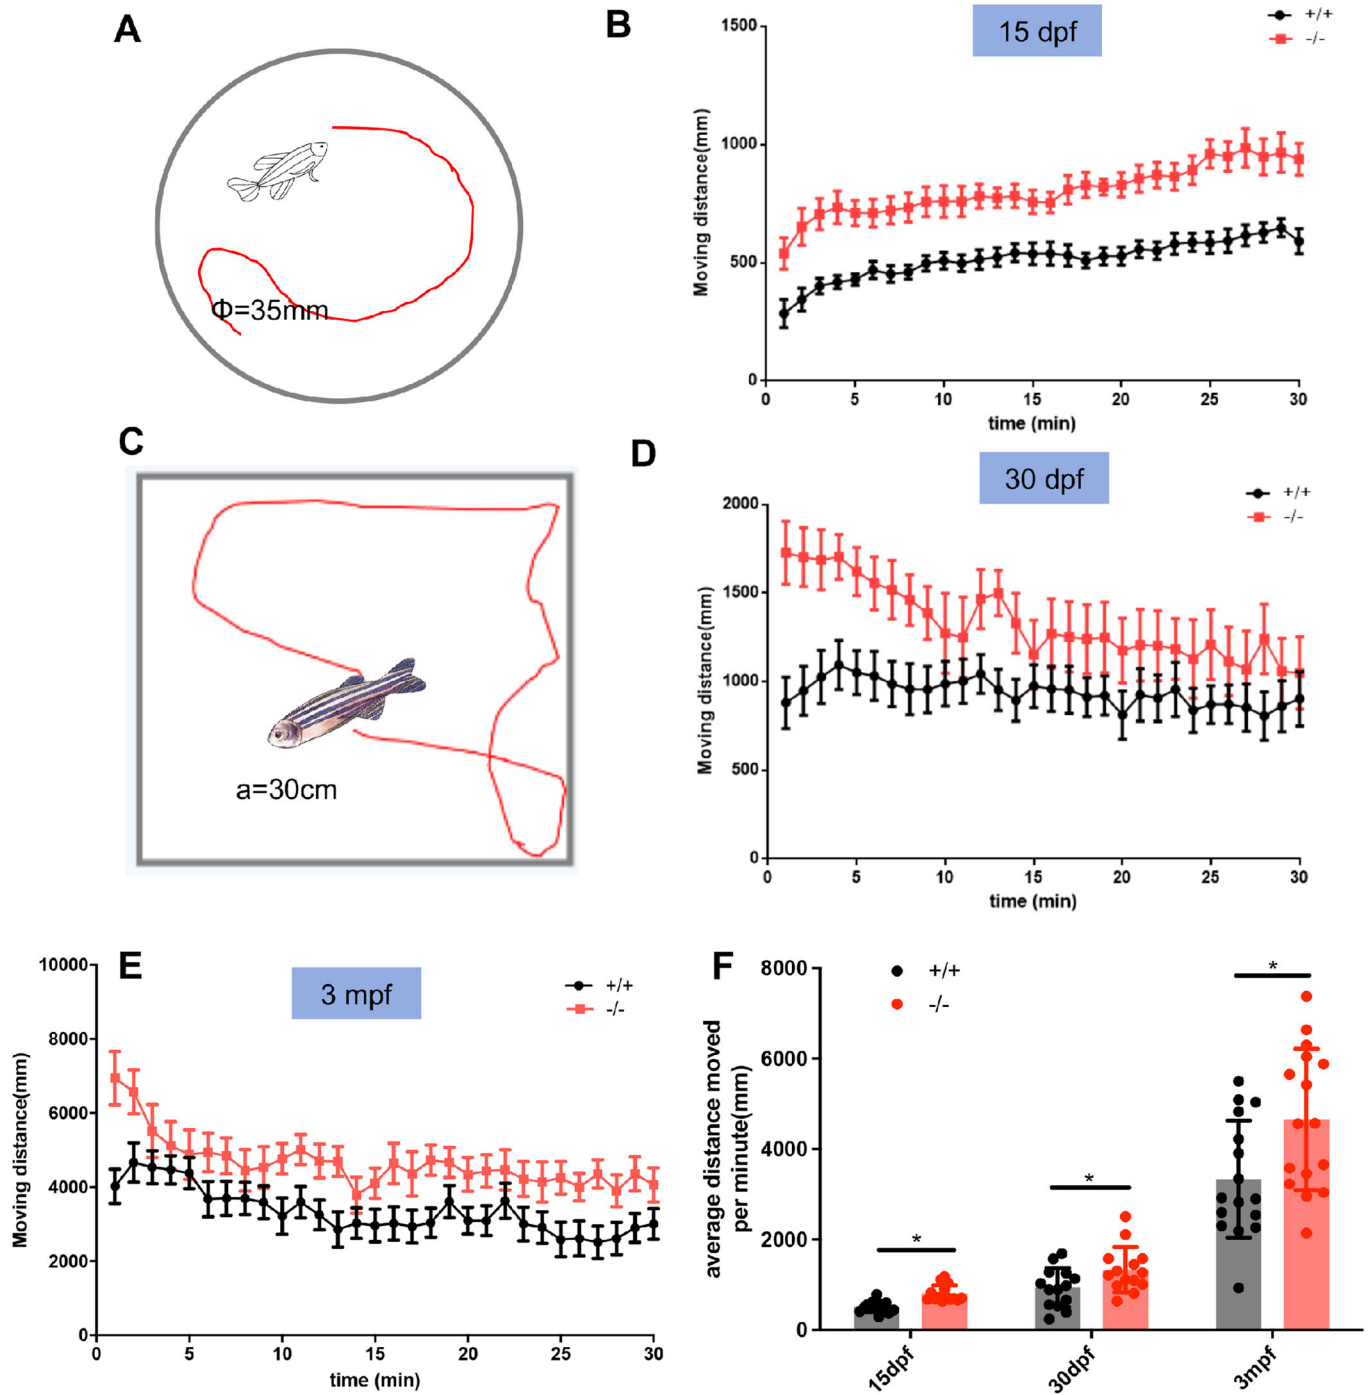 A
Φ=35mm
B
15 dpf
+/+
-/-
Moving distance(mm)
1500
1000
500
0
0 5 10 15 20 25 30
time (min)
C
a=30cm
D
30 dpf
+/+
-/-
Moving distance(mm)
2000
1500
1000
500
0
0 5 10 15 20 25 30
time (min)
E
3 mpf
+/+
-/-
Moving distance(mm)
10000
8000
6000
4000
2000
0
0 5 10 15 20 25 30
time (min)
F
+/+
-/-
average distance moved
per minute(mm)
8000
6000
4000
2000
0
*
*
*
15dpf
30dpf
3mpf